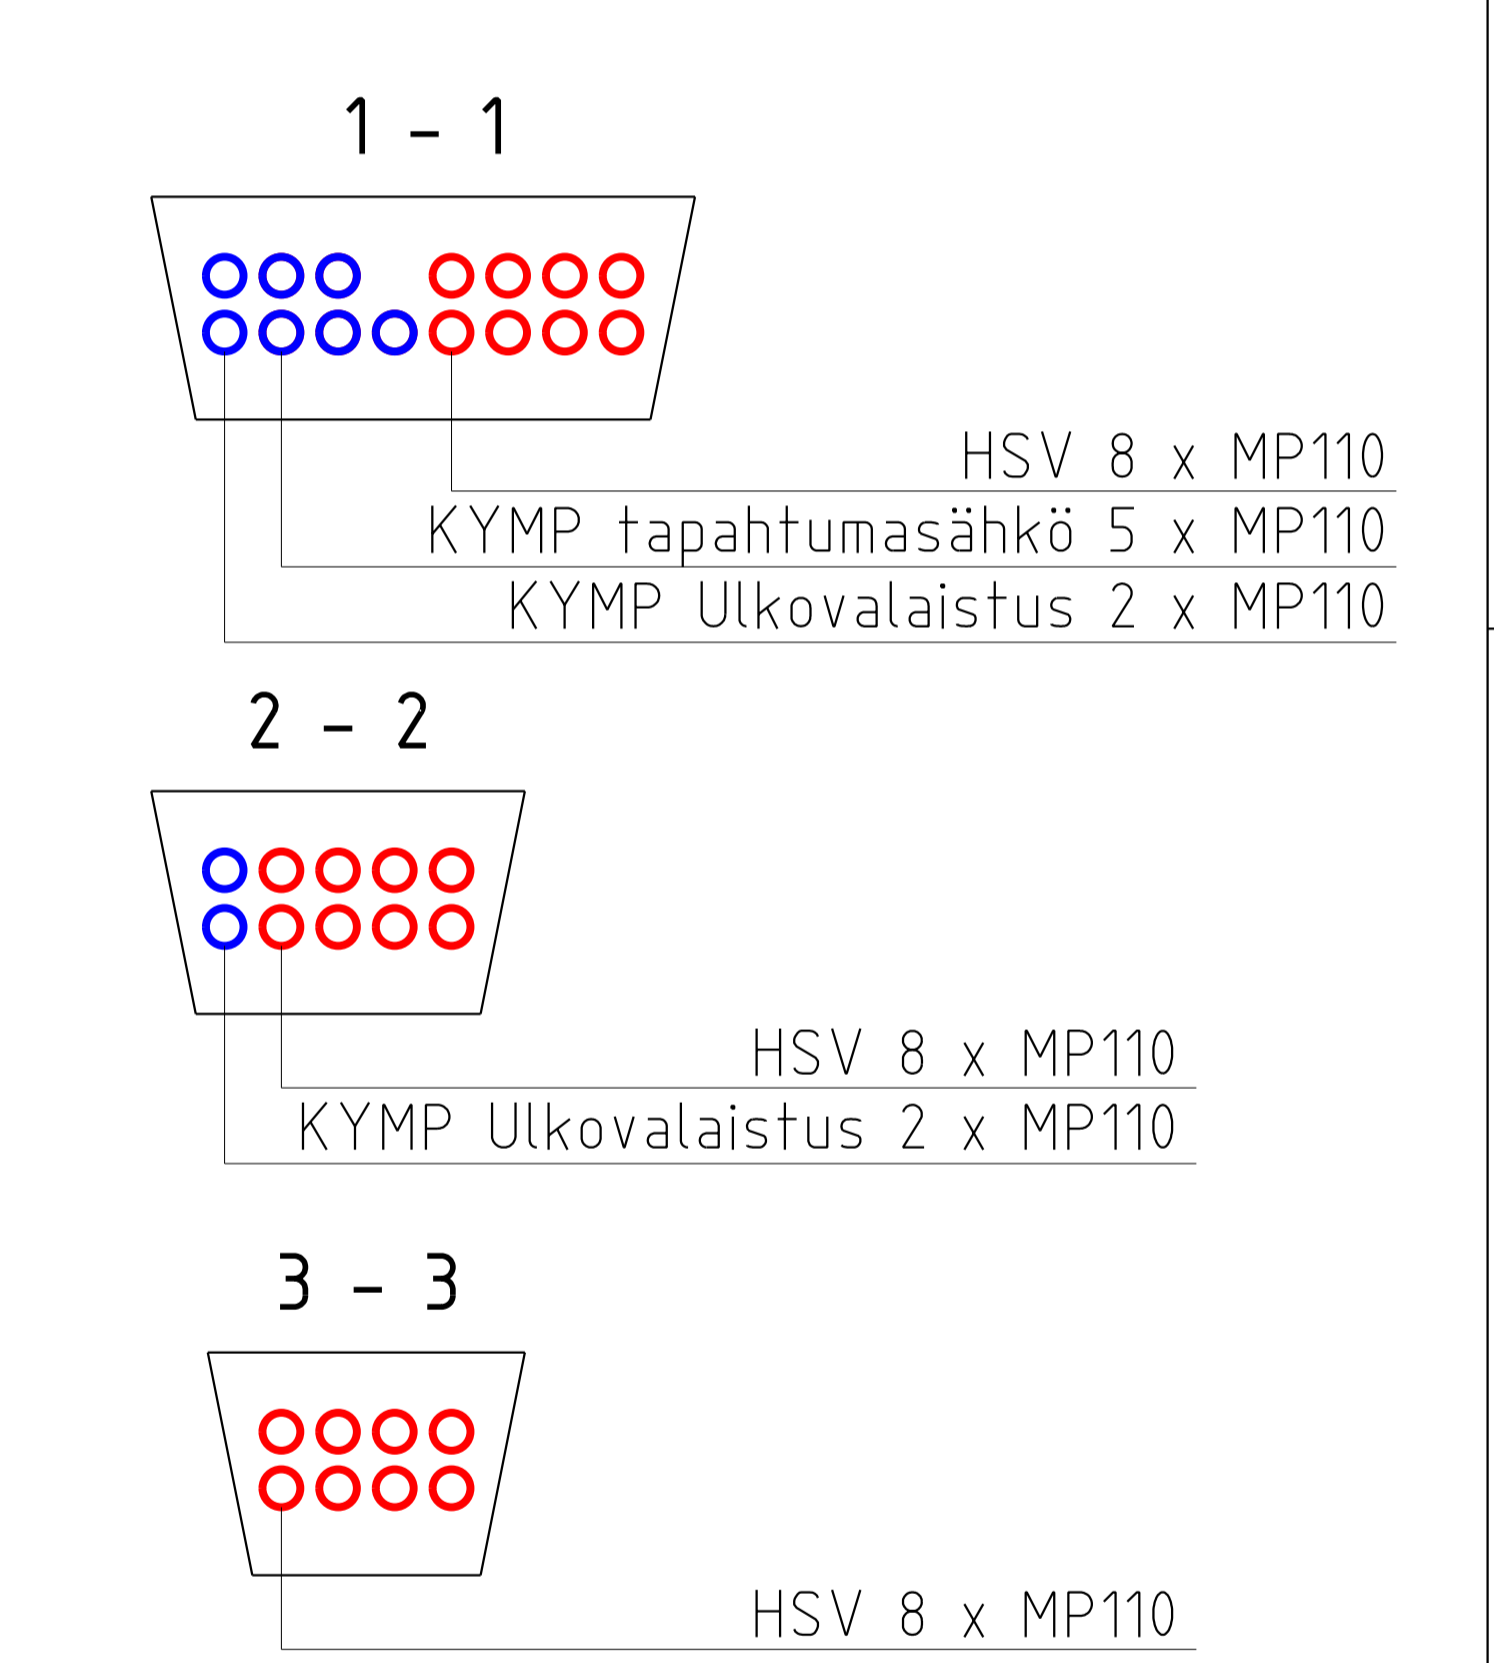 1 - 1
HSV 8 x MP110
KYMP tapahtumasähkö 5 x MP110
KYMP Ulkovalaistus 2 x MP110
2 - 2
HSV 8 x MP110
KYMP Ulkovalaistus 2 x MP110
3 - 3
HSV 8 x MP110